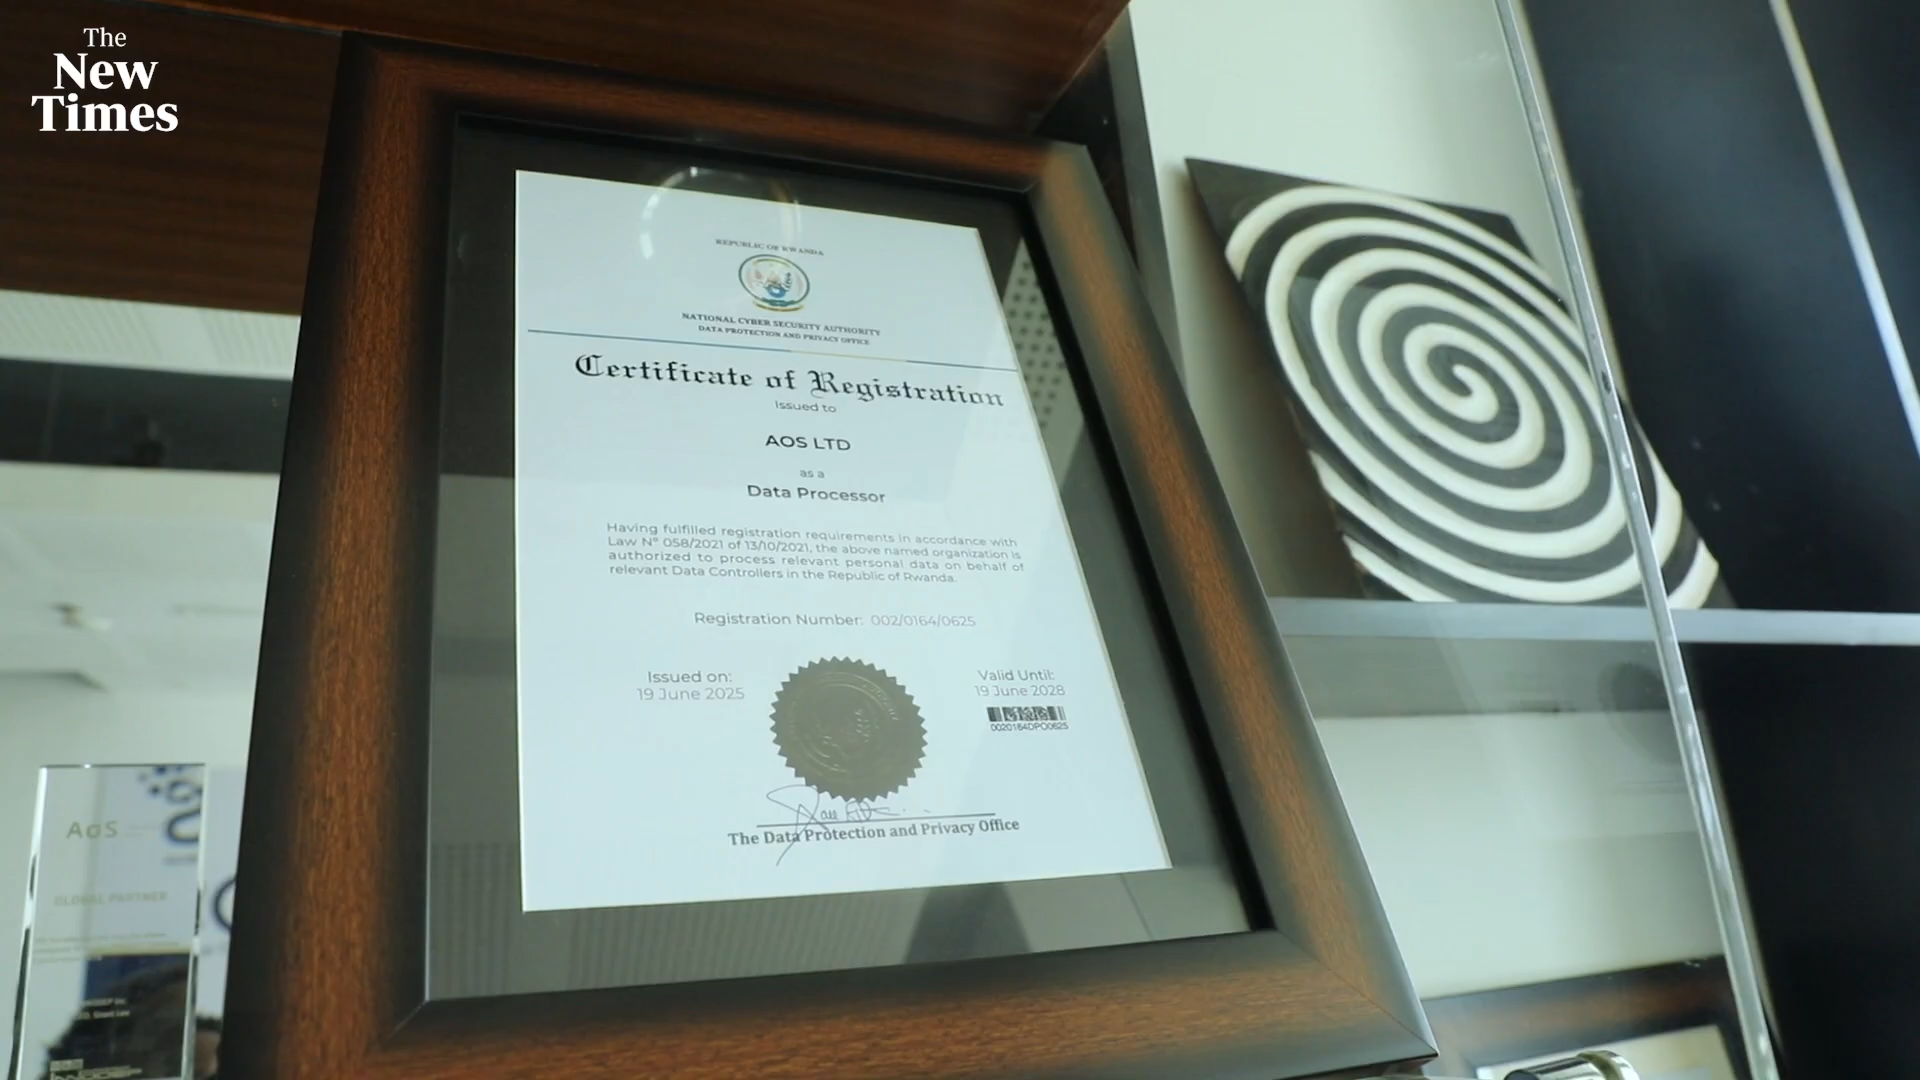 The
New
Times
REPUBLIC OF RWANDA
NATIONAL CYBER SECURITY AUTHORITY
DATA PROTECTION AND PRIVACY OFFICE
Certificate of Registration
Issued to
AOS LTD
as a
Data Processor
Having fulfilled registration requirements in accordance with
Law N° 058/2021 of 13/10/2021, the above named organization is
authorized to process relevant personal data on behalf of
relevant Data Controllers in the Republic of Rwanda.
Registration Number: 002/0164/0625
Issued on:
19 June 2025
Valid Until:
19 June 2028
0020164DPO0625
The Data Protection and Privacy Office
AoS
GLOBAL PARTNER